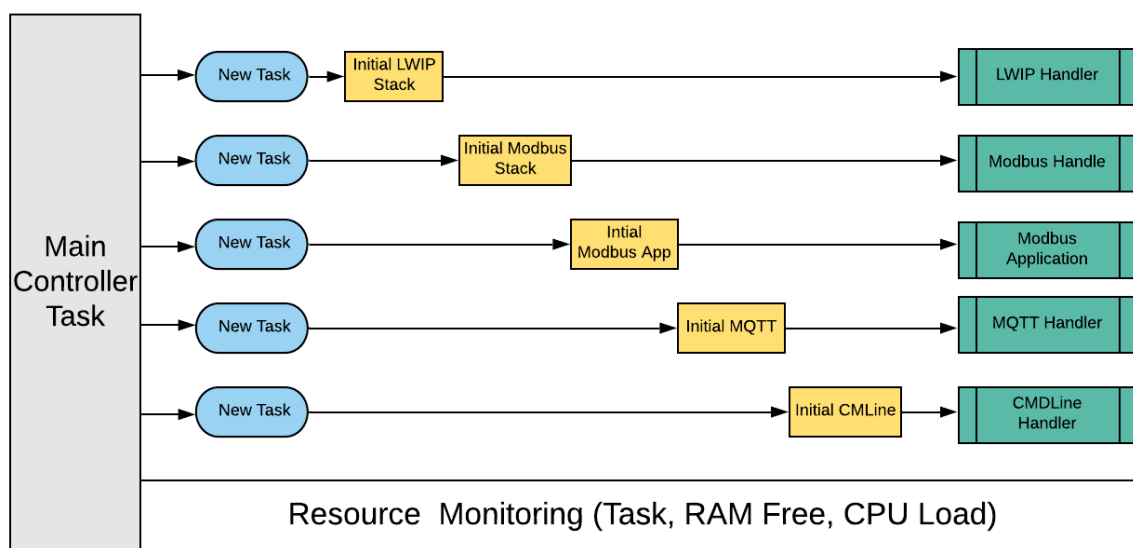 Main
Controller
Task
New Task
Initial LWIP
Stack
LWIP Handler
New Task
Initial Modbus
Stack
Modbus Handle
New Task
Intial
Modbus App
Modbus
Application
New Task
Initial MQTT
MQTT Handler
New Task
Initial CMLine
CMDLine
Handler
Resource Monitoring (Task, RAM Free, CPU Load)